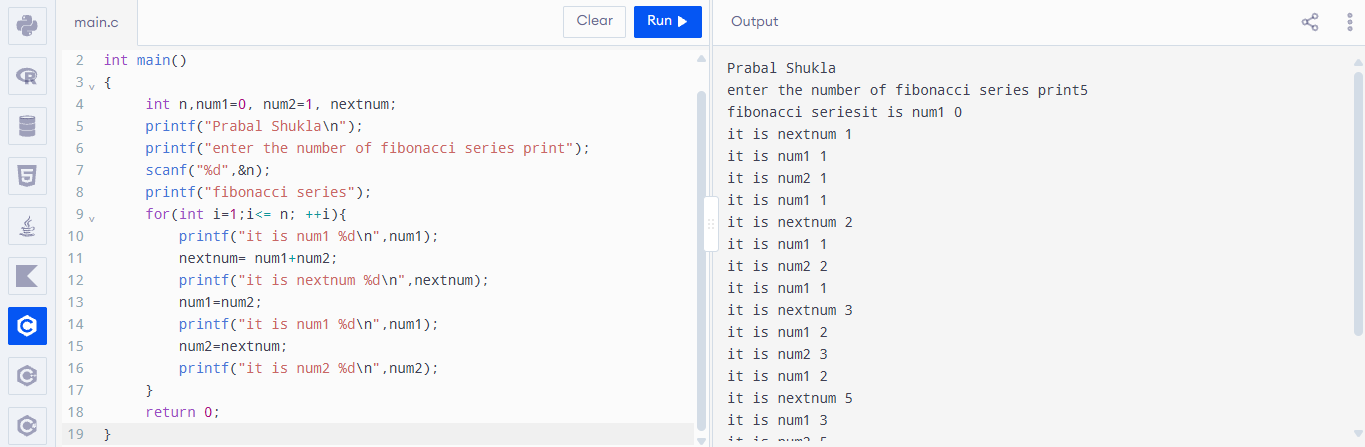 main.c
Clear
Run
Output
2 int main()
3 {
4 int n,num1=0, num2=1, nextnum;
5 printf("Prabal Shukla\n");
6 printf("enter the number of fibonacci series print");
7 scanf("%d",&n);
8 printf("fibonacci series");
9 for(int i=1;i<= n; ++i){
10 printf("it is num1 %d\n",num1);
11 nextnum= num1+num2;
12 printf("it is nextnum %d\n",nextnum);
13 num1=num2;
14 printf("it is num1 %d\n",num1);
15 num2=nextnum;
16 printf("it is num2 %d\n",num2);
17 }
18 return 0;
19 }
Prabal Shukla
enter the number of fibonacci series print5
fibonacci seriesit is num1 0
it is nextnum 1
it is num1 1
it is num2 1
it is num1 1
it is nextnum 2
it is num1 1
it is num2 2
it is num1 1
it is nextnum 3
it is num1 2
it is num2 3
it is num1 2
it is nextnum 5
it is num1 3
it is num2 5